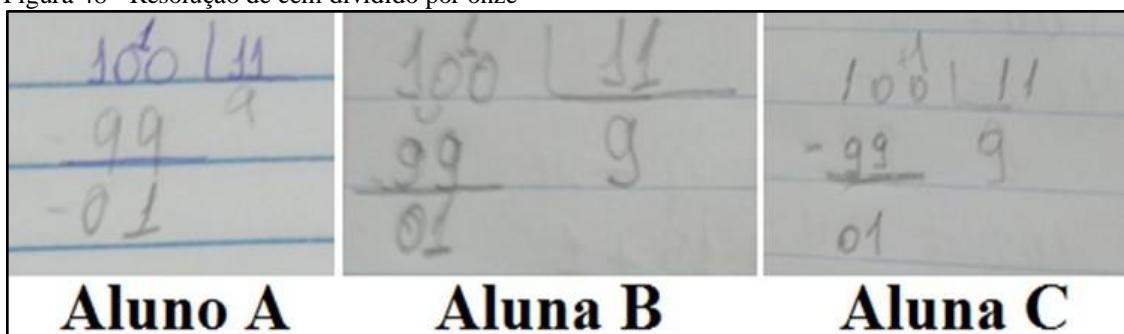 Figura 48 - Resolução de cem dividido por onze
1
100 11
- 99 9
- 01
Aluno A
1
100 11
99 9
01
Aluna B
+1
100 11
- 99 9
01
Aluna C